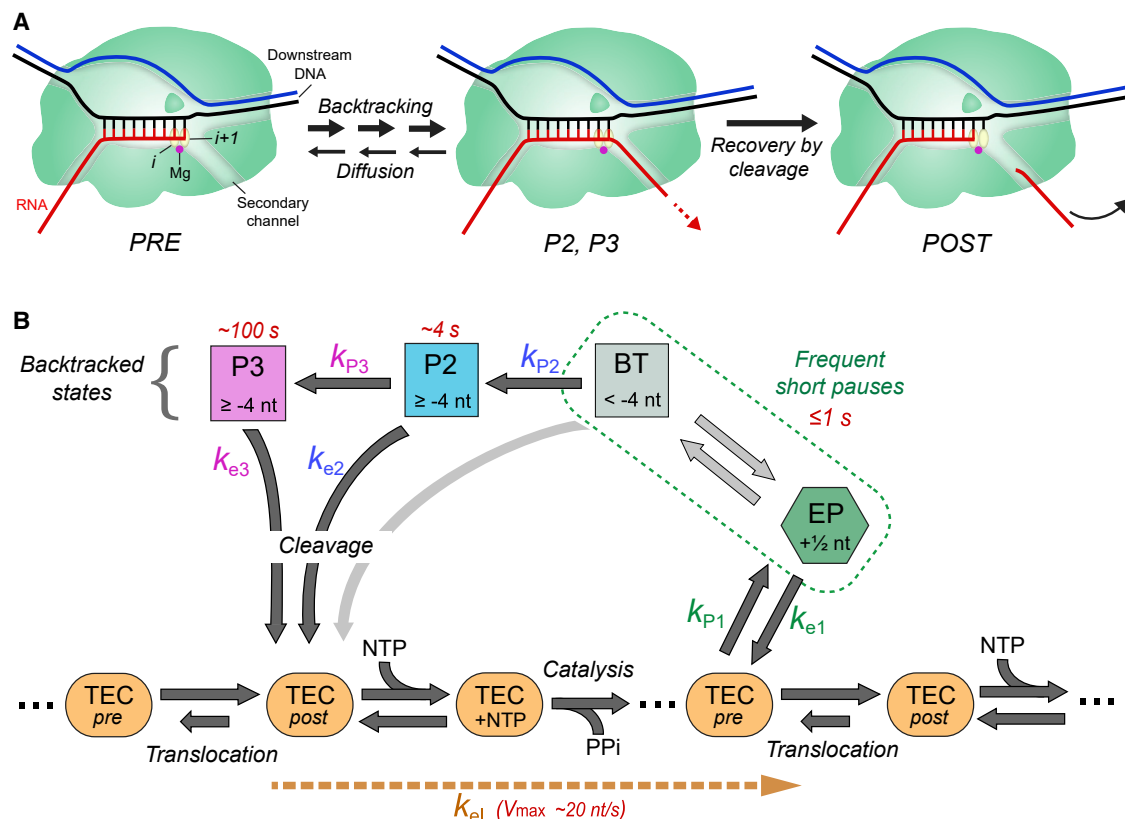 A
Downstream
DNA
Backtracking
Diffusion
Recovery by
cleavage
i
i+1
Mg
Secondary
channel
RNA
PRE
P2, P3
POST
B
Backtracked
states
~100 s
P3
≥ -4 nt
kP3
~4 s
P2
≥ -4 nt
kP2
BT
< -4 nt
Frequent
short pauses
≤1 s
EP
+½ nt
ke3
ke2
Cleavage
kP1
ke1
NTP
Catalysis
NTP
TEC
pre
TEC
post
TEC
+NTP
TEC
pre
TEC
post
PPi
Translocation
Translocation
kel (Vmax ~20 nt/s)